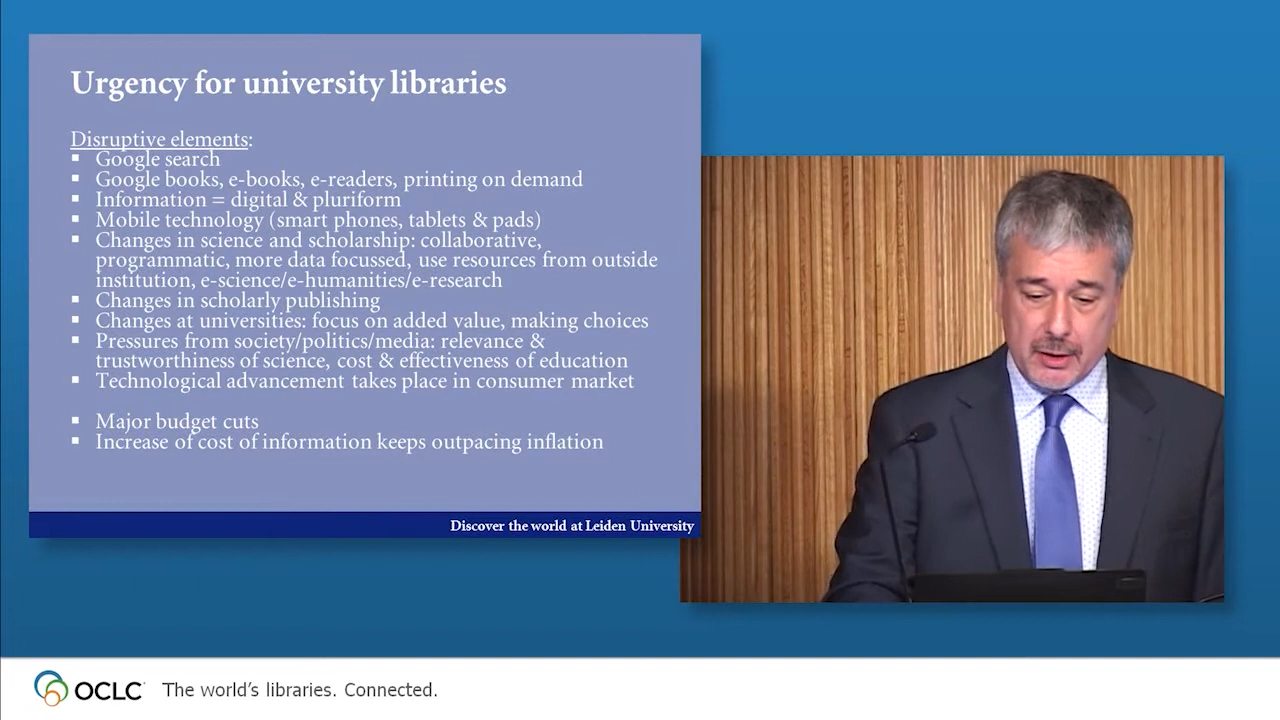 Urgency for university libraries
Disruptive elements:
▪ Google search
▪ Google books, e-books, e-readers, printing on demand
▪ Information = digital & pluriform
▪ Mobile technology (smart phones, tablets & pads)
▪ Changes in science and scholarship: collaborative,
programmatic, more data focussed, use resources from outside
institution, e-science/e-humanities/e-research
▪ Changes in scholarly publishing
▪ Changes at universities: focus on added value, making choices
▪ Pressures from society/politics/media: relevance &
trustworthiness of science, cost & effectiveness of education
▪ Technological advancement takes place in consumer market
▪ Major budget cuts
▪ Increase of cost of information keeps outpacing inflation
Discover the world at Leiden University
OCLC The world's libraries. Connected.